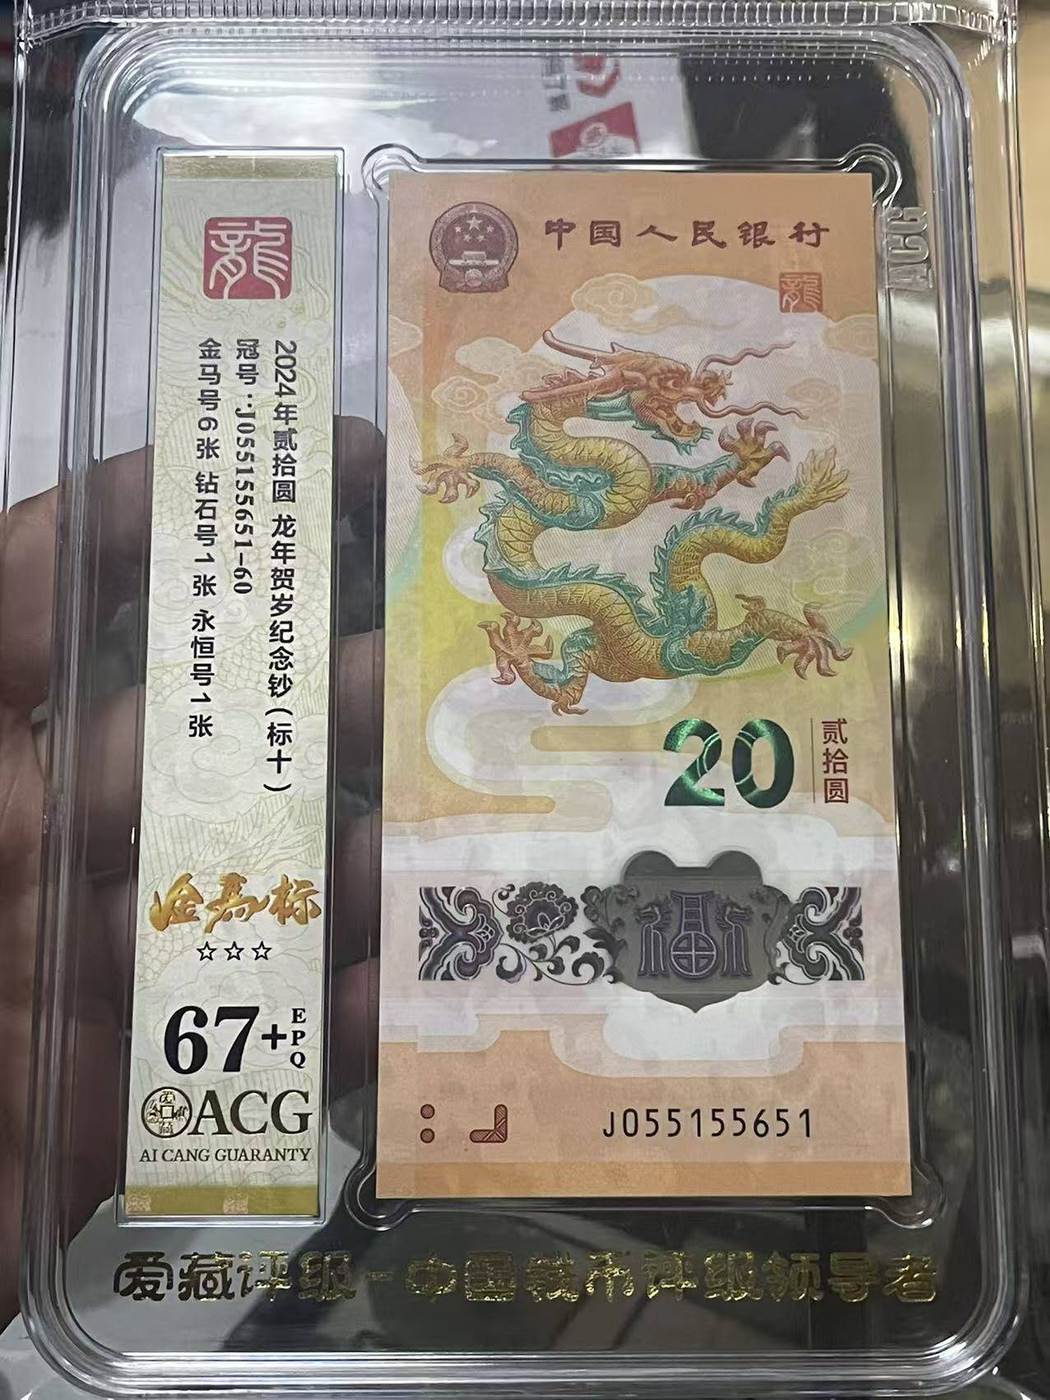 龍
2024年贰拾圆 龙年贺岁纪念钞(标十)
冠号:J055155651-60
金马号6张 钻石号1张 永恒号1张
金马标
67+
EPQ
ACG
AI CANG GUARANTY
中国人民银行
龍
20
贰拾圆
福
J055155651
ACG
爱藏评级-中国钱币评级领导者